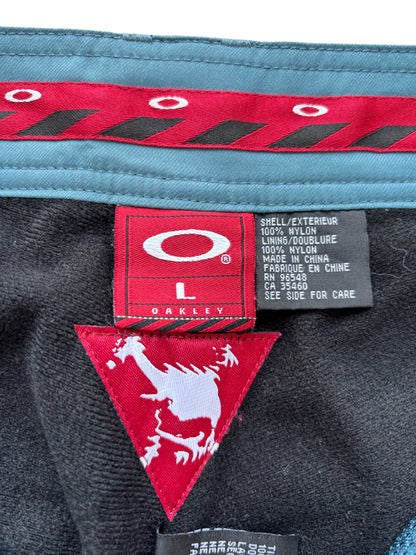 L
OAKLEY
®
SHELL/EXTERIEUR
100% NYLON
LINING/DOUBLURE
100% NYLON
MADE IN CHINA
FABRIQUE EN CHINE
RN 96548
CA 35460
SEE SIDE FOR CARE